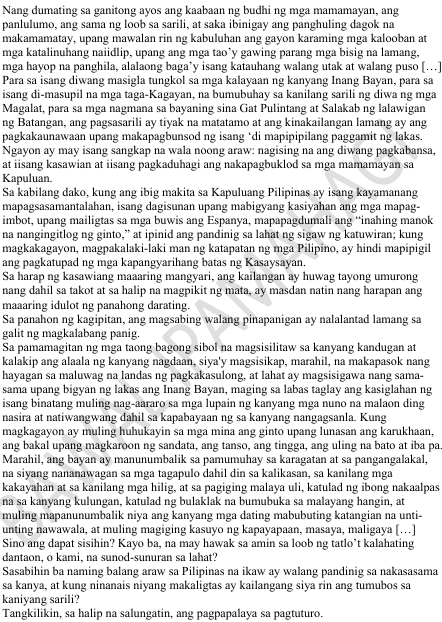 Nang dumating sa ganitong ayos ang kaabaan ng budhi ng mga mamamayan, ang
panlulumo, ang sama ng loob sa sarili, at saka ibinigay ang panghuling dagok na
makamamatay, upang mawalan rin ng kabuluhan ang gayon karaming mga kalooban at
mga katalinuhang naiidlip, upang ang mga tao’y gawing parang mga bisig na lamang,
mga hayop na panghila, alalaong baga’y isang katauhang walang utak at walang puso […]
Para sa isang diwang masigla tungkol sa mga kalayaan ng kanyang Inang Bayan, para sa
isang di-masupil na mga taga-Kagayan, na bumubuhay sa kanilang sarili ng diwa ng mga
Magalat, para sa mga nagmana sa bayaning sina Gat Pulintang at Salakab ng lalawigan
ng Batangan, ang pagsasarili ay tiyak na matatamo at ang kinakailangan lamang ay ang
pagkakaunawaan upang makapagbunsod ng isang ‘di mapipipilang paggamit ng lakas.
Ngayon ay may isang sangkap na wala noong araw: nagising na ang diwang pagkabansa,
at iisang kasawian at iisang pagkaduhagi ang nakapagbuklod sa mga mamamayan sa
Kapuluan.
Sa kabilang dako, kung ang ibig makita sa Kapuluang Pilipinas ay isang kayamanang
mapagsasamantalahan, isang dagisunan upang mabigyang kasiyahan ang mga mapag-
imbot, upang mailigtas sa mga buwis ang Espanya, mapapagdumali ang “inahing manok
na nangingitlog ng ginto,” at ipinid ang pandinig sa lahat ng sigaw ng katuwiran; kung
magkakagayon, magpakalaki-laki man ng katapatan ng mga Pilipino, ay hindi mapipigil
ang pagkatupad ng mga kapangyarihang batas ng Kasaysayan.
Sa harap ng kasawiang maaaring mangyari, ang kailangan ay huwag tayong umurong
nang dahil sa takot at sa halip na magpikit ng mata, ay masdan natin nang harapan ang
maaaring idulot ng panahong darating.
Sa panahon ng kagipitan, ang magsabing walang pinapanigan ay nalalantad lamang sa
galit ng magkalabang panig.
Sa pamamagitan ng mga taong bagong sibol na magsisilitaw sa kanyang kandugan at
kalakip ang alaala ng kanyang nagdaan, siya'y magsisikap, marahil, na makapasok nang
hayagan sa maluwag na landas ng pagkakasulong, at lahat ay magsisigawa nang sama-
sama upang bigyan ng lakas ang Inang Bayan, maging sa labas taglay ang kasiglahan ng
isang binatang muling nag-aararo sa mga lupain ng kanyang mga nuno na malaon ding
nasira at natiwangwang dahil sa kapabayaan ng sa kanya'y nangagsanla. Kung
magkagayon ay muling huhukayin sa mga mina ang ginto upang lunasan ang karukhaan,
ang bakal upang magkaroon ng sandata, ang tanso, ang tingga, ang uling na bato at iba pa.
Marahil, ang bayan ay manunumbalik sa pamumuhay sa karagatan at sa pangangalakal,
na siyang nararawagan sa mga tagapulo dahil din sa kalikasan, sa kanilang mga
kakayahan at sa kanilang mga hilig, at sa pagiging malaya uli, katulad ng ibong nakaalpas
na sa kanyang kulungan, katulad ng bulaklak na bumubuka sa malayang hangin, at
muling mapanunumbalik niya ang kanyang mga dating mabubuting katangian na unti-
unting nawawala, at muling magiging kasuyo ng kapayapaan, masaya, maligaya […]
Sino ang dapat sisihin? Kayo ba, na may hawak sa amin sa loob ng tatlo’t kalahating
dantaon, o kami, na sunod-sunuran sa lahat?
Sasabihin ba naming balang araw sa Pilipinas na ikaw ay walang pandinig sa nakasasama
sa kanya, at kung ninanais niyang makaligtas ay kailangang siya rin ang tumubos sa
kaniyang sarili?
Tangkilikin, sa halip na salungatin, ang pagpapalaya sa pagtuturo.